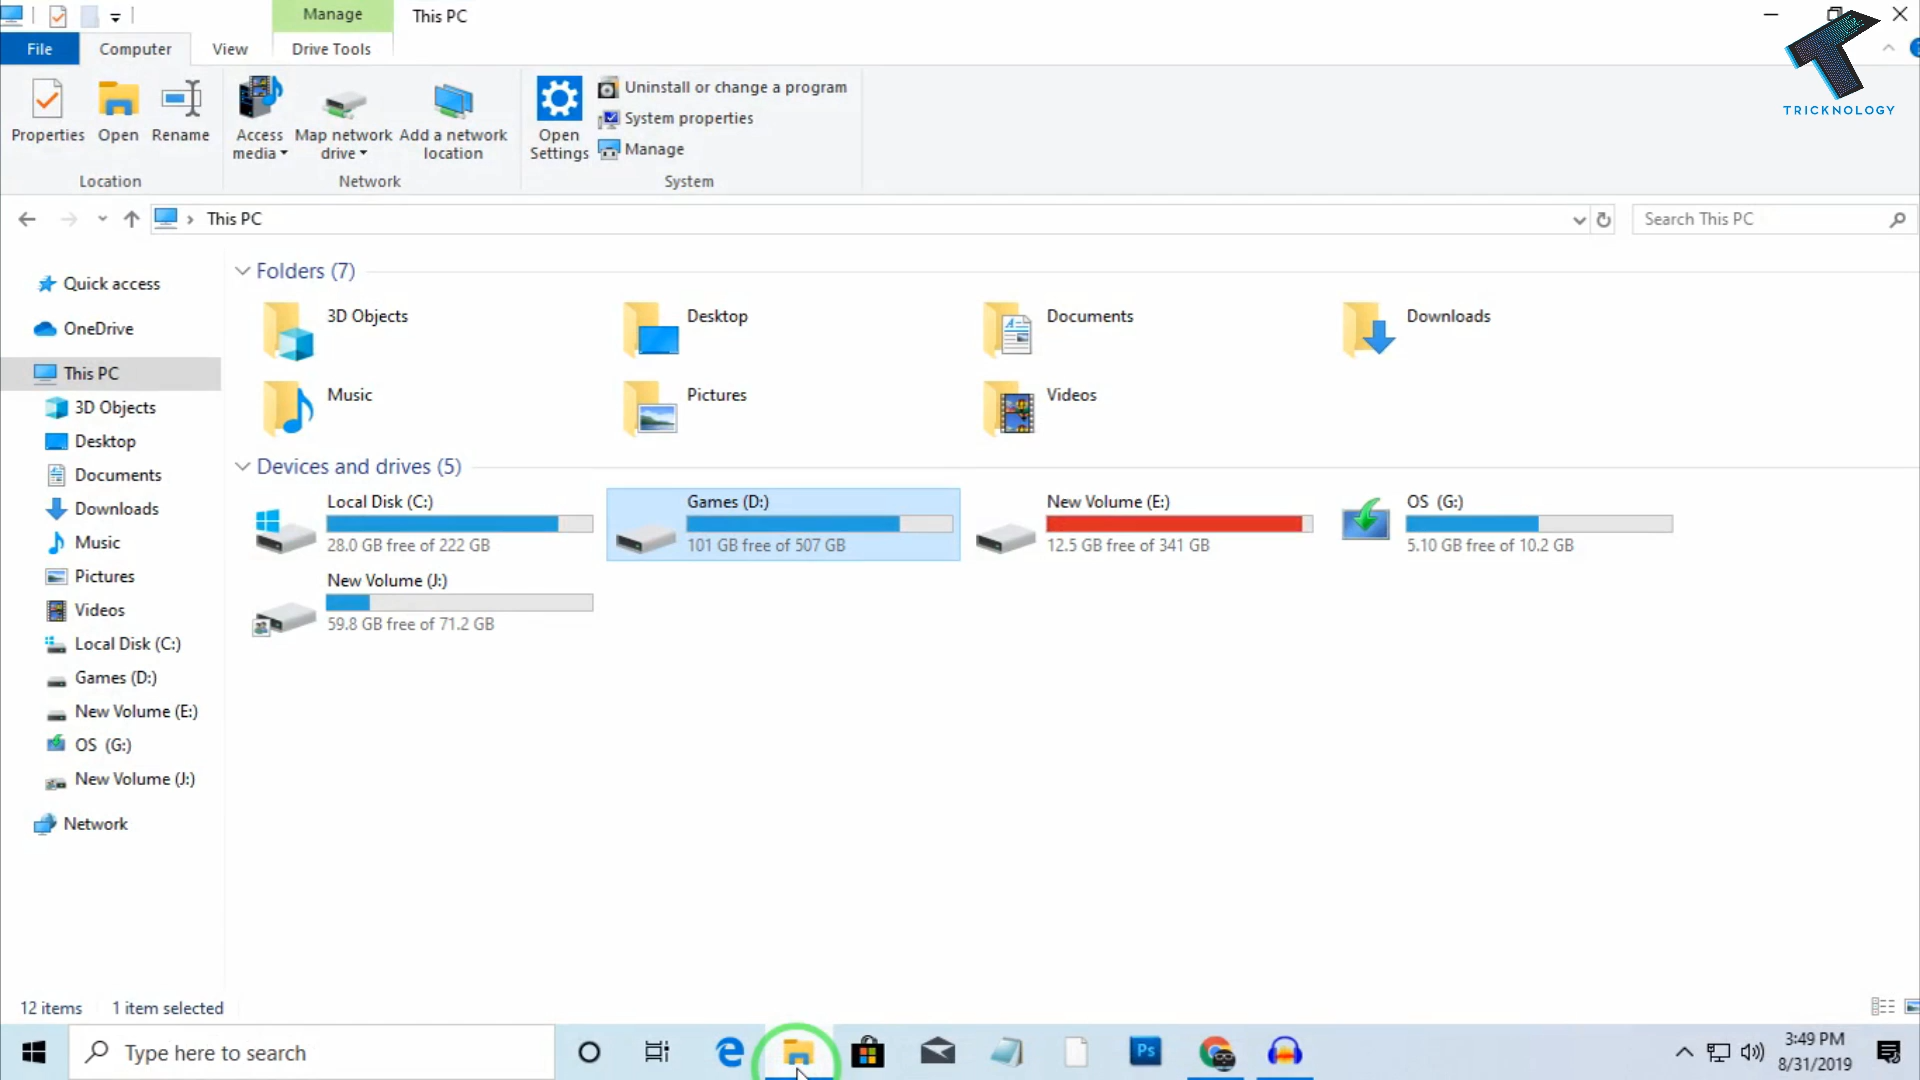 Manage
This PC
File
Computer
View
Drive Tools
TRICKNOLOGY
Properties
Open
Rename
Access media
Map network drive
Add a network location
Open Settings
Uninstall or change a program
System properties
Manage
Location
Network
System
This PC
Search This PC
Quick access
OneDrive
This PC
3D Objects
Desktop
Documents
Downloads
Music
Pictures
Videos
Local Disk (C:)
Games (D:)
New Volume (E:)
OS (G:)
New Volume (J:)
Network
Folders (7)
3D Objects
Desktop
Documents
Downloads
Music
Pictures
Videos
Devices and drives (5)
Local Disk (C:)
28.0 GB free of 222 GB
Games (D:)
101 GB free of 507 GB
New Volume (E:)
12.5 GB free of 341 GB
OS (G:)
5.10 GB free of 10.2 GB
New Volume (J:)
59.8 GB free of 71.2 GB
12 items
1 item selected
Type here to search
Ps
3:49 PM
8/31/2019